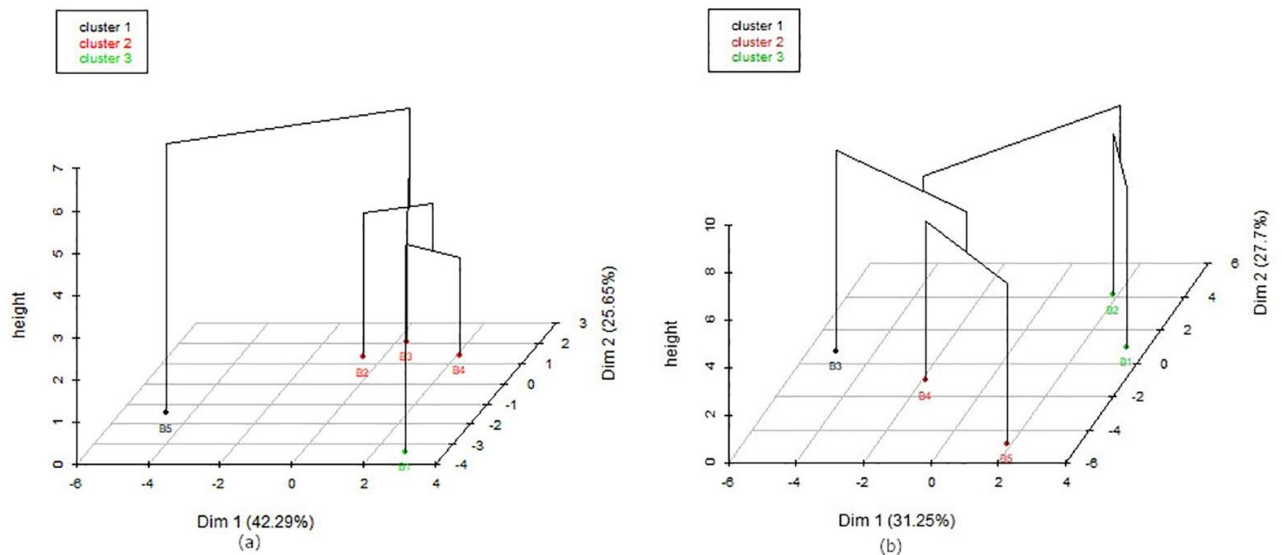 cluster 1
cluster 2
cluster 3
7
6
5
4
3
2
1
0
height
-6
-4
-2
0
2
4
-4
-3
-2
-1
0
1
2
3
Dim 1 (42.29%)
Dim 2 (25.65%)
B5
B2
B3
B4
B1
(a)
cluster 1
cluster 2
cluster 3
10
8
6
4
2
0
height
-6
-4
-2
0
2
4
-6
-4
-2
0
2
4
6
Dim 1 (31.25%)
Dim 2 (27.7%)
B3
B4
B5
B2
B1
(b)